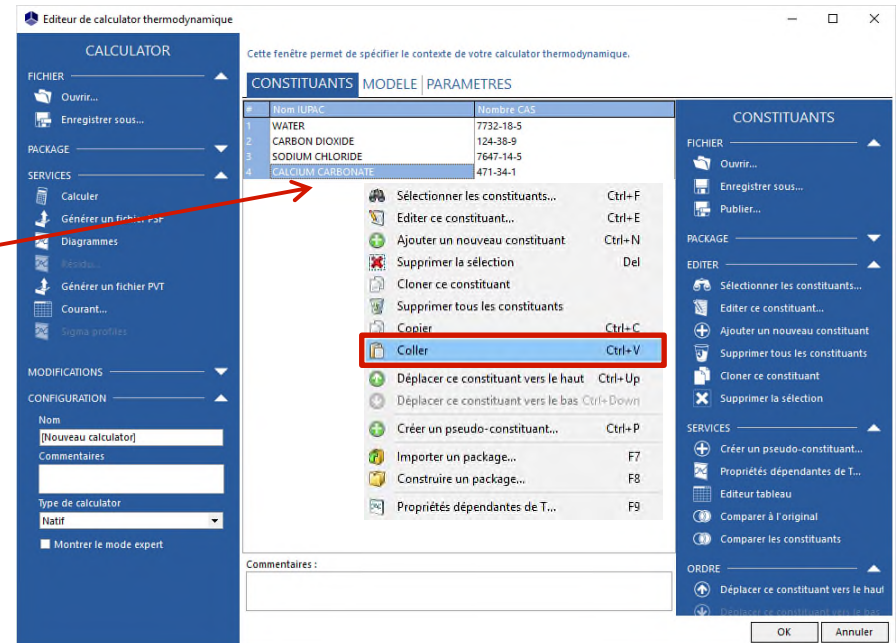 Editeur de calculator thermodynamique
CALCULATOR
FICHIER
Ouvrir...
Enregistrer sous...
PACKAGE
SERVICES
Calculer
Générer un fichier PSF
Diagrammes
Résidu...
Générer un fichier PVT
Courant...
Sigma profiles
MODIFICATIONS
CONFIGURATION
Nom
[Nouveau calculator]
Commentaires
Type de calculator
Natif
Montrer le mode expert
Cette fenêtre permet de spécifier le contexte de votre calculator thermodynamique.
CONSTITUANTS MODELE PARAMETRES
# Nom IUPAC Nombre CAS
1 WATER 7732-18-5
2 CARBON DIOXIDE 124-38-9
3 SODIUM CHLORIDE 7647-14-5
4 CALCIUM CARBONATE 471-34-1
Sélectionner les constituants... Ctrl+F
Editer ce constituant... Ctrl+E
Ajouter un nouveau constituant Ctrl+N
Supprimer la sélection Del
Cloner ce constituant
Supprimer tous les constituants
Copier Ctrl+C
Coller Ctrl+V
Déplacer ce constituant vers le haut Ctrl+Up
Déplacer ce constituant vers le bas Ctrl+Down
Créer un pseudo-constituant... Ctrl+P
Importer un package... F7
Construire un package... F8
Propriétés dépendantes de T... F9
Commentaires :
CONSTITUANTS
FICHIER
Ouvrir...
Enregistrer sous...
Publier...
PACKAGE
EDITER
Sélectionner les constituants...
Editer ce constituant...
Ajouter un nouveau constituant
Supprimer tous les constituants
Cloner ce constituant
Supprimer la sélection
SERVICES
Créer un pseudo-constituant...
Propriétés dépendantes de T...
Editeur tableau
Comparer à l'original
Comparer les constituants
ORDRE
Déplacer ce constituant vers le haut
Déplacer ce constituant vers le bas
OK Annuler